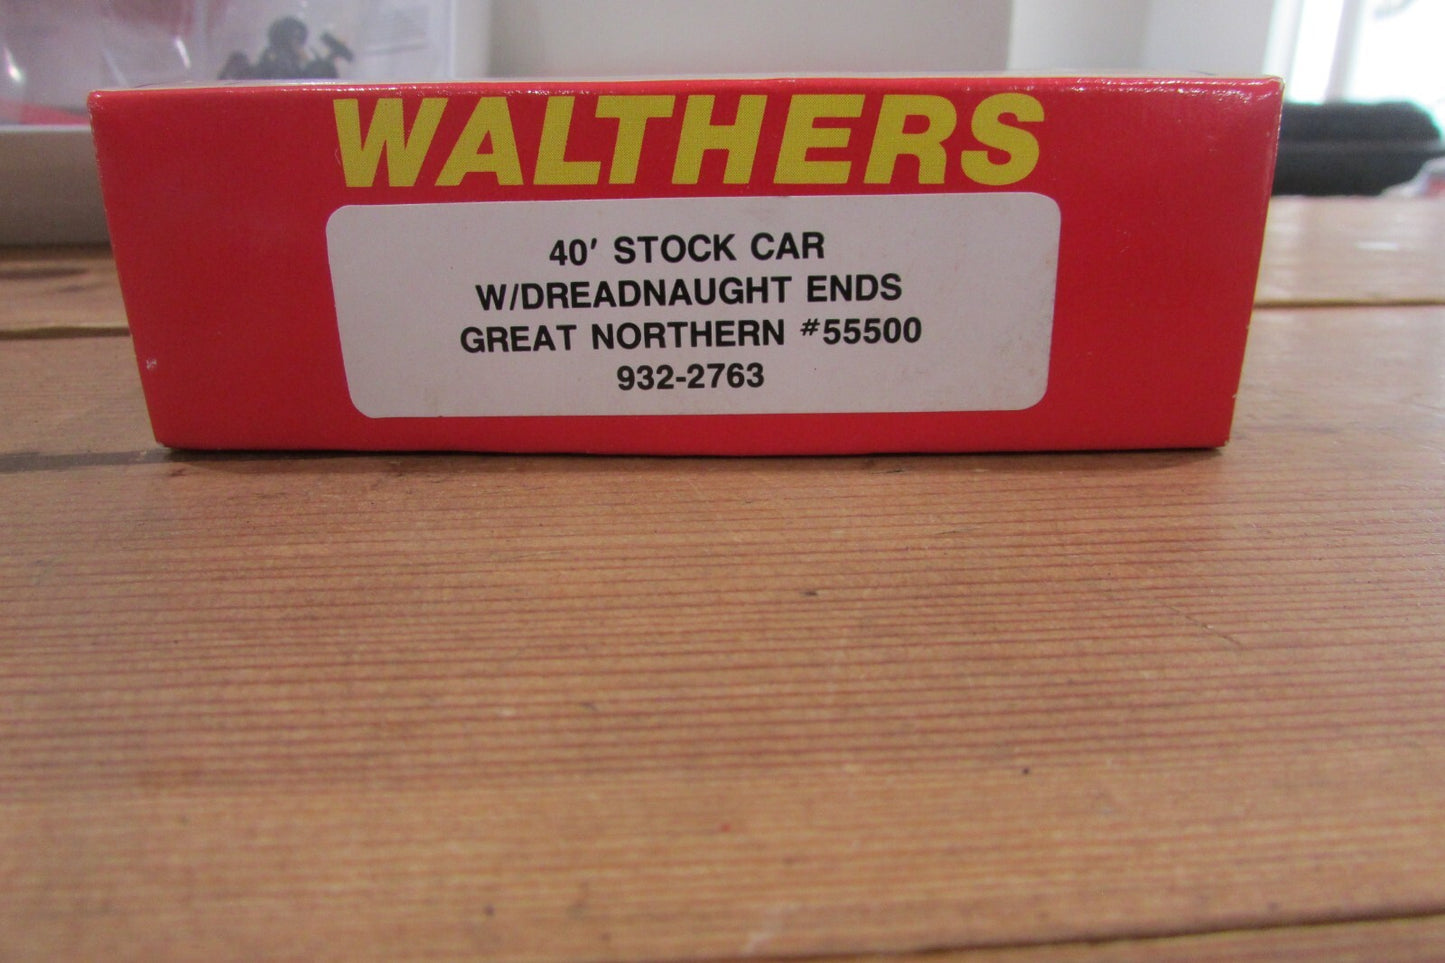 WALTHERS
40' STOCK CAR
W/DREADNAUGHT ENDS
GREAT NORTHERN #55500
932-2763